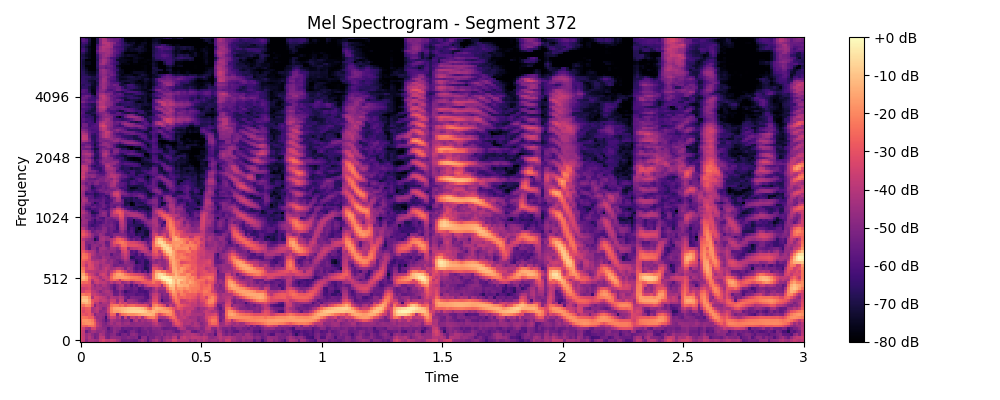 Mel Spectrogram - Segment 372
+0 dB
-10 dB
-20 dB
-30 dB
-40 dB
-50 dB
-60 dB
-70 dB
-80 dB
Frequency
4096
2048
1024
512
0
0 0.5 1 1.5 2 2.5 3
Time